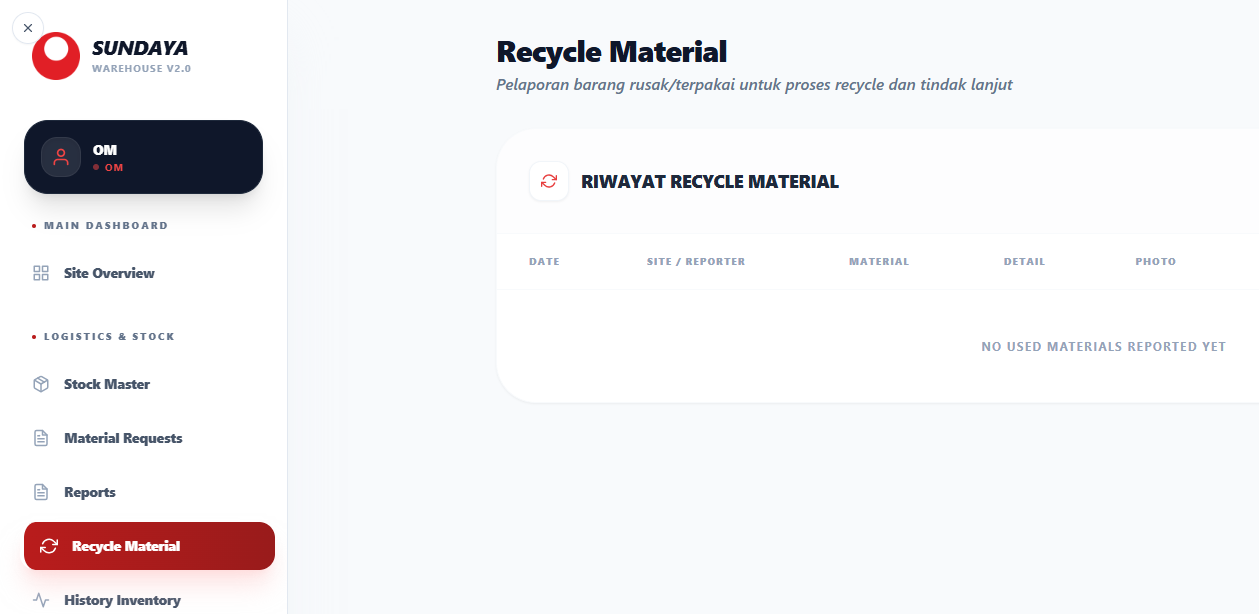 SUNDAYA
WAREHOUSE V2.0
OM
OM
MAIN DASHBOARD
Site Overview
LOGISTICS & STOCK
Stock Master
Material Requests
Reports
Recycle Material
History Inventory
Recycle Material
Pelaporan barang rusak/terpakai untuk proses recycle dan tindak lanjut
RIWAYAT RECYCLE MATERIAL
DATE SITE / REPORTER MATERIAL DETAIL PHOTO
NO USED MATERIALS REPORTED YET